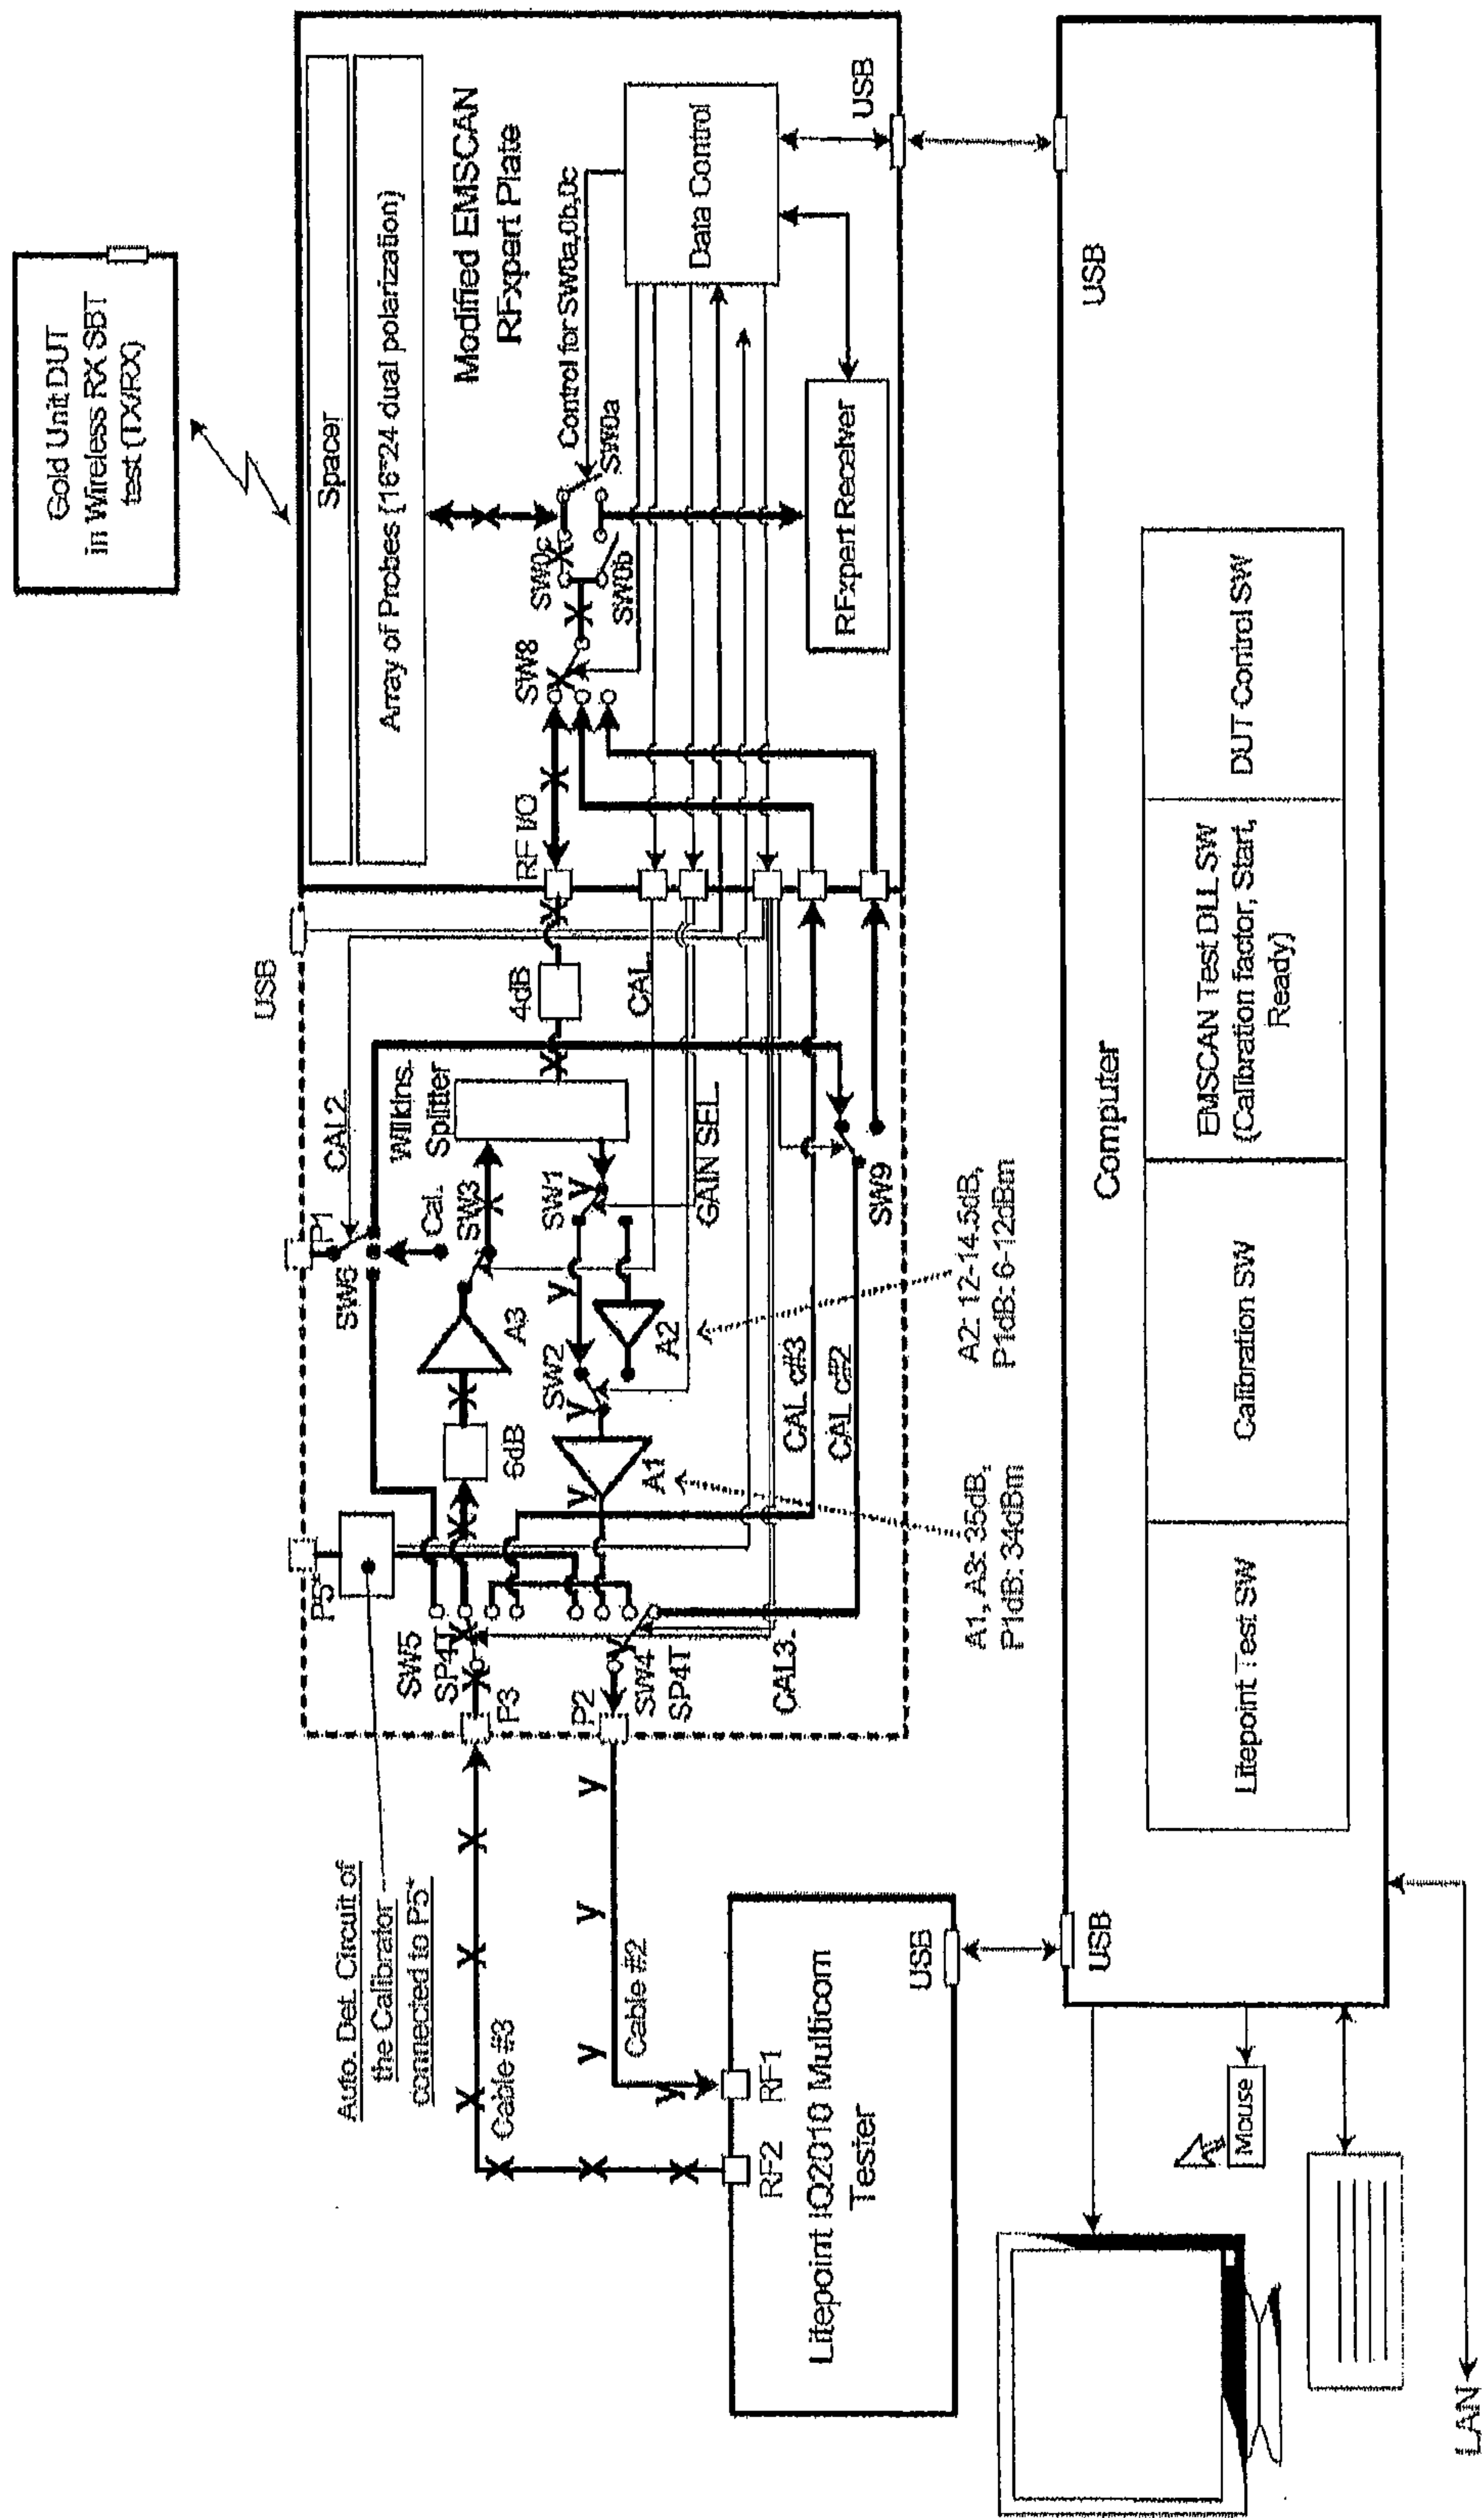 Gold Unit DUT
in Wireless RX SBT
test (TX/RX)
Spacer
Array of Probes (16*24 dual polarization)
Modified EMSCAN
RFxpert Plate
Control for SW0a,0b,0c
SW0a
SW0c
SW0b
SW8
RF I/O
Data Control
RFxpert Receiver
USB
USB
P1
CAL2
SW6
Cal.
Wilkins.
Splitter
4dB
CAL
SW3
A3
6dB
SW1
SW2
A2
A1
GAIN SEL
SW9
CAL c#3
CAL c#2
P5*
SW5
SP4T
P3
P2
SW4
SP4T
CAL3
A1, A3: 35dB,
P1dB: 34dBm
A2: 12-14.5dB,
P1dB: 6-12dBm
Auto. Det. Circuit of
the Calibrator
connected to P5*
Cable #3
Cable #2
X X X X X X
y y y y
RF2
RF1
Litepoint IQ2010 Multicom
Tester
USB
USB
USB
Computer
Litepoint Test SW
Calibration SW
EMSCAN Test DLL SW
(Calibration factor, Start,
Ready)
DUT Control SW
Mouse
LAN